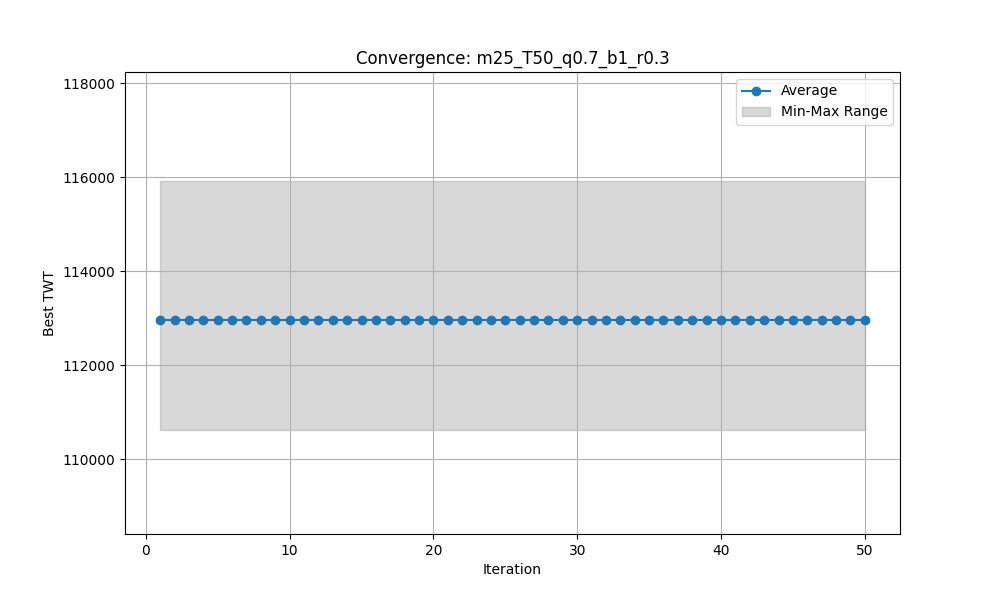 Convergence: m25_T50_q0.7_b1_r0.3
Average
Min-Max Range
118000
116000
114000
112000
110000
Best TWT
0 10 20 30 40 50
Iteration